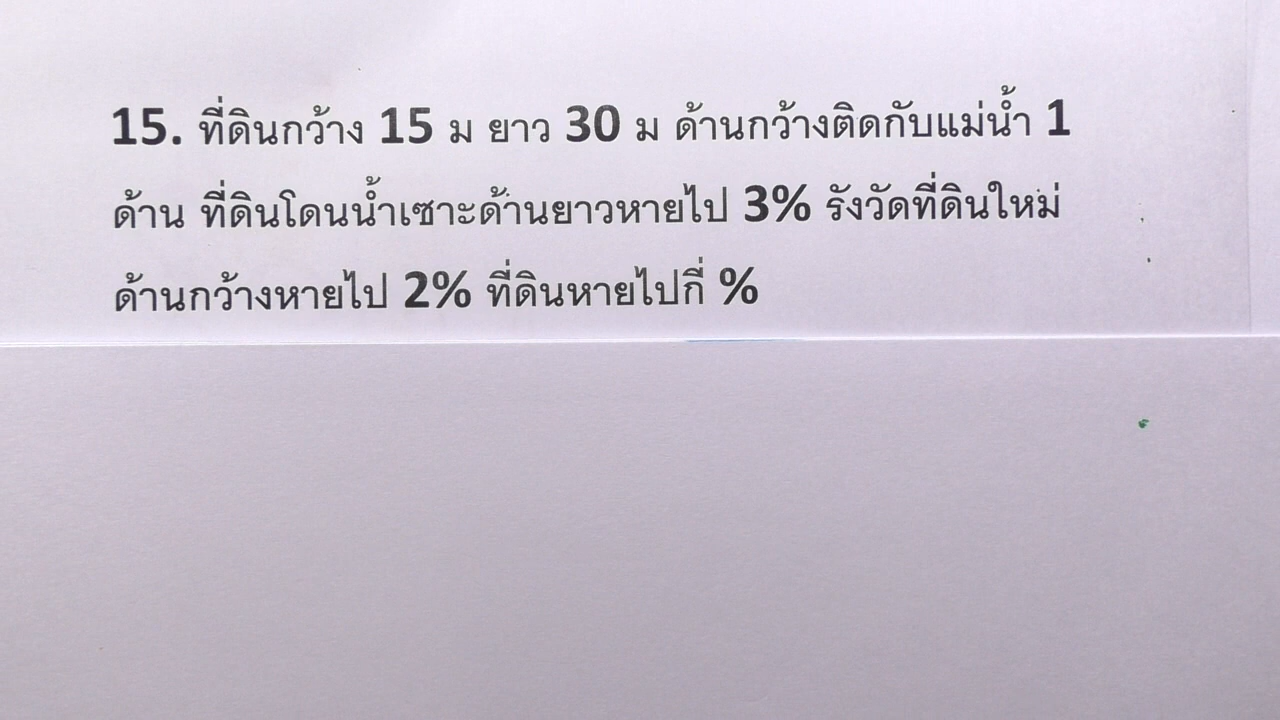 15. ที่ดินกว้าง 15 ม ยาว 30 ม ด้านกว้างติดกับแม่น้ำ 1
ด้าน ที่ดินโดนน้ำเซาะด้านยาวหายไป 3% รังวัดที่ดินใหม่
ด้านกว้างหายไป 2% ที่ดินหายไปกี่ %